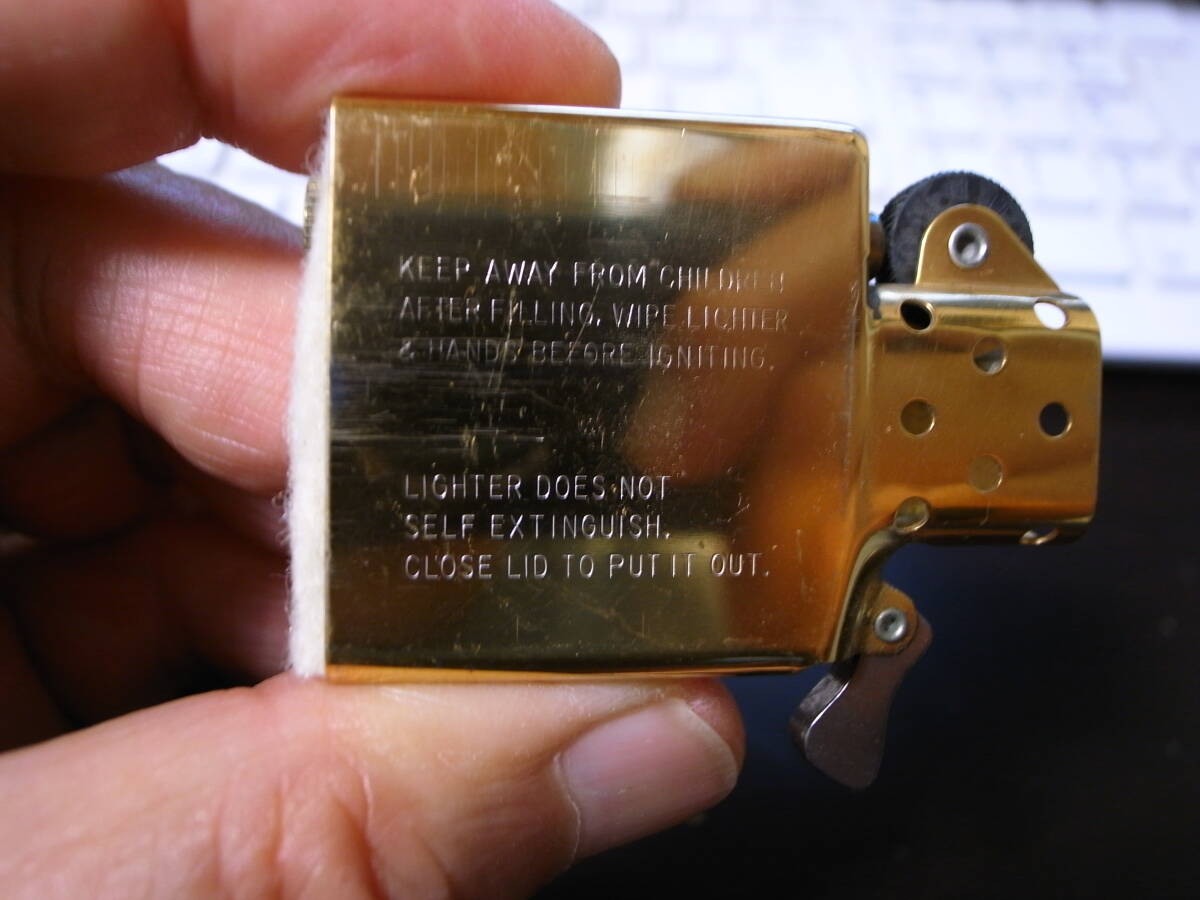 KEEP AWAY FROM CHILDREN
AFTER FILLING, WIPE LIGHTER
& HANDS BEFORE IGNITING.
LIGHTER DOES NOT
SELF EXTINGUISH.
CLOSE LID TO PUT IT OUT.